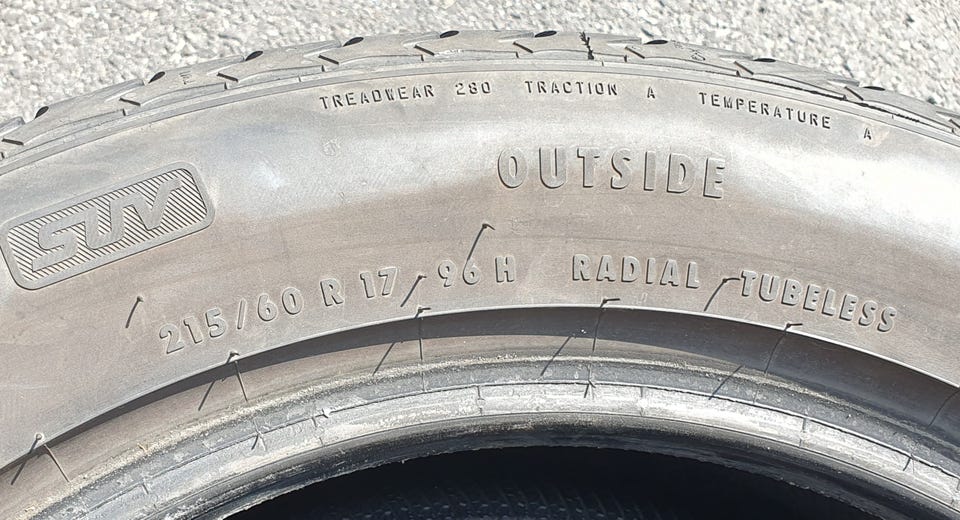 TREADWEAR 280 TRACTION A TEMPERATURE A
OUTSIDE
SUV
215/60 R 17 96 H RADIAL TUBELESS